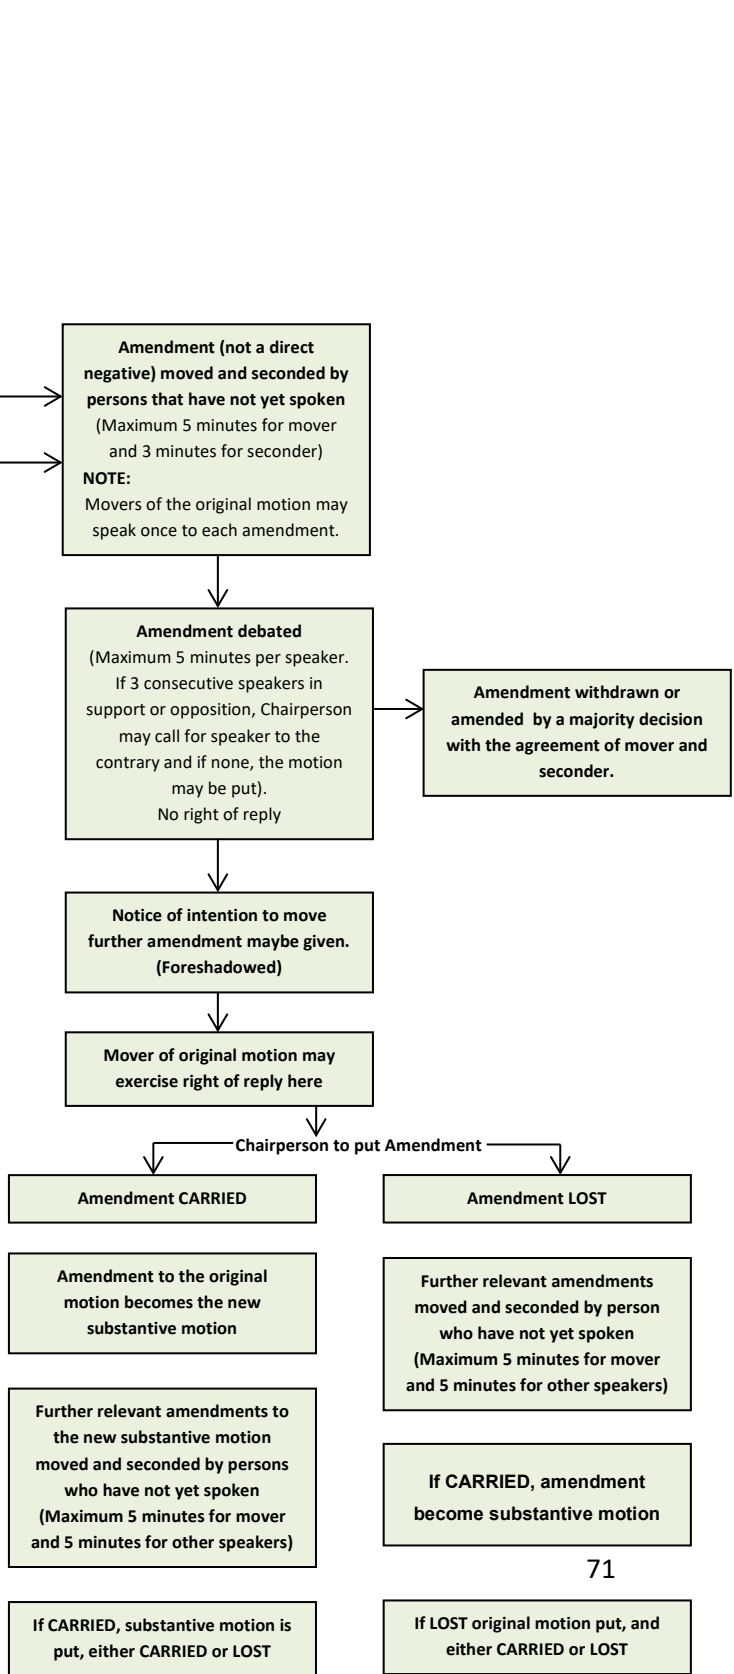 Amendment (not a direct
negative) moved and seconded by
persons that have not yet spoken
(Maximum 5 minutes for mover
and 3 minutes for seconder)
NOTE:
Movers of the original motion may
speak once to each amendment.
Amendment debated
(Maximum 5 minutes per speaker.
If 3 consecutive speakers in
support or opposition, Chairperson
may call for speaker to the
contrary and if none, the motion
may be put).
No right of reply
Amendment withdrawn or
amended by a majority decision
with the agreement of mover and
seconder.
Notice of intention to move
further amendment maybe given.
(Foreshadowed)
Mover of original motion may
exercise right of reply here
Chairperson to put Amendment
Amendment CARRIED
Amendment to the original
motion becomes the new
substantive motion
Further relevant amendments to
the new substantive motion
moved and seconded by persons
who have not yet spoken
(Maximum 5 minutes for mover
and 5 minutes for other speakers)
If CARRIED, substantive motion is
put, either CARRIED or LOST
Amendment LOST
Further relevant amendments
moved and seconded by person
who have not yet spoken
(Maximum 5 minutes for mover
and 5 minutes for other speakers)
If CARRIED, amendment
become substantive motion
71
If LOST original motion put, and
either CARRIED or LOST